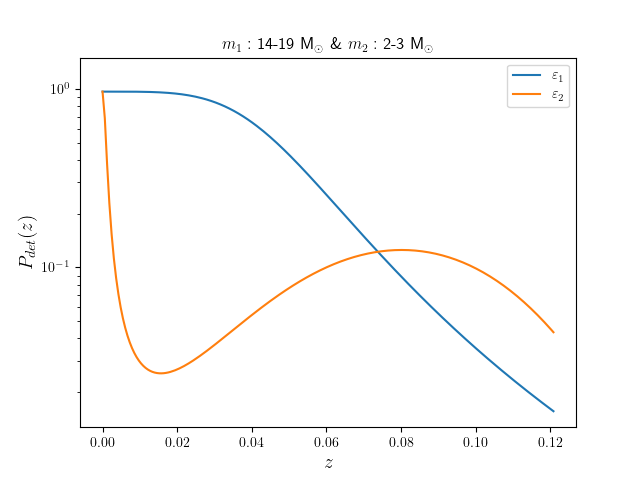 m₁ : 14-19 M☉ & m₂ : 2-3 M☉
ε₁
ε₂
10⁰
10⁻¹
P_det(z)
0.00 0.02 0.04 0.06 0.08 0.10 0.12
z